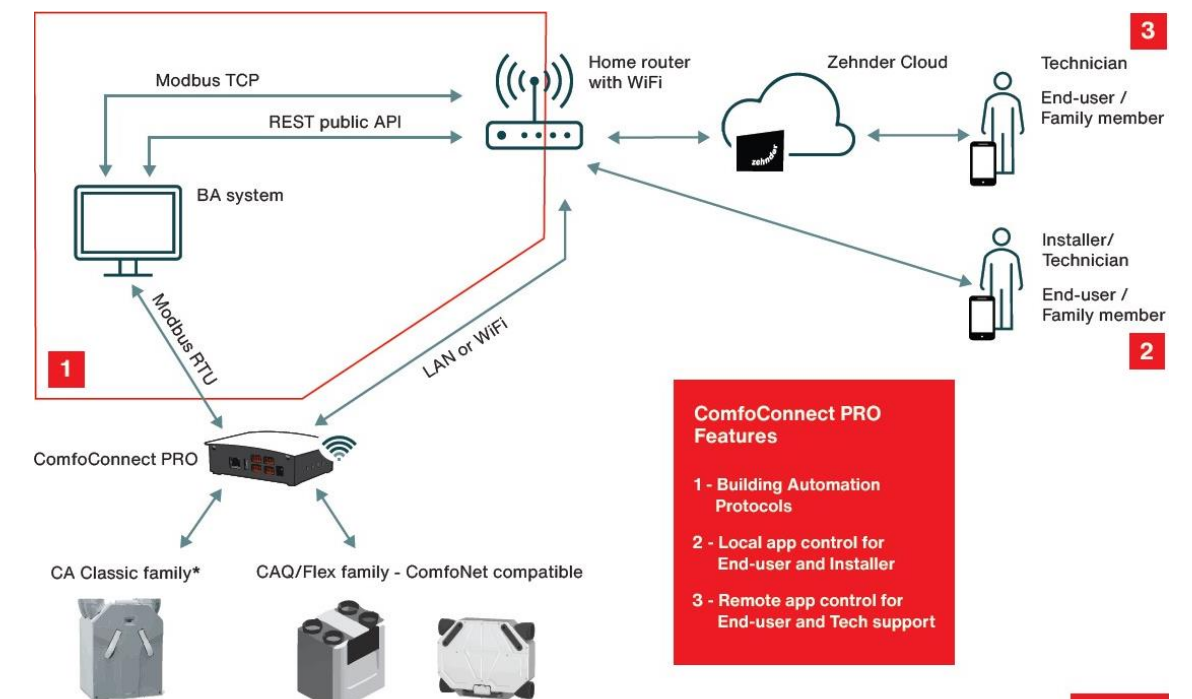 3
Modbus TCP
Home router
with WiFi
Zehnder Cloud
Technician
End-user /
Family member
REST public API
zehnder
BA system
Installer/
Technician
End-user /
Family member
2
Modbus RTU
LAN or WiFi
1
ComfoConnect PRO
ComfoConnect PRO
Features
1 - Building Automation
Protocols
2 - Local app control for
End-user and Installer
3 - Remote app control for
End-user and Tech support
CA Classic family*
CAQ/Flex family - ComfoNet compatible